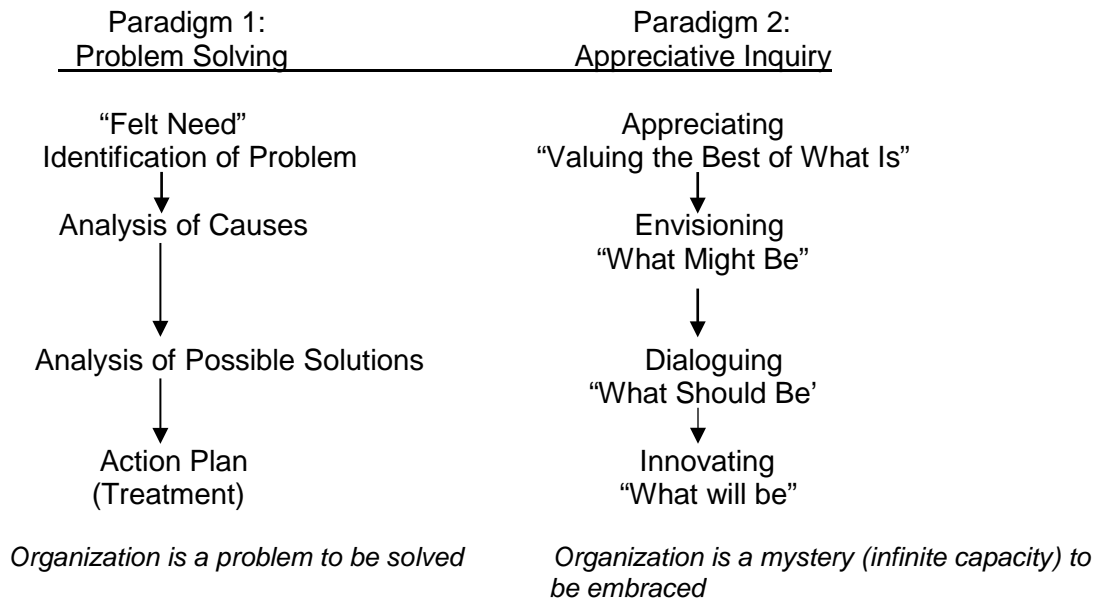 Paradigm 1:
Problem Solving
“Felt Need”
Identification of Problem
Analysis of Causes
Analysis of Possible Solutions
Action Plan
(Treatment)
Organization is a problem to be solved
Paradigm 2:
Appreciative Inquiry
Appreciating
“Valuing the Best of What Is”
Envisioning
“What Might Be”
Dialoguing
“What Should Be’
Innovating
“What will be”
Organization is a mystery (infinite capacity) to
be embraced